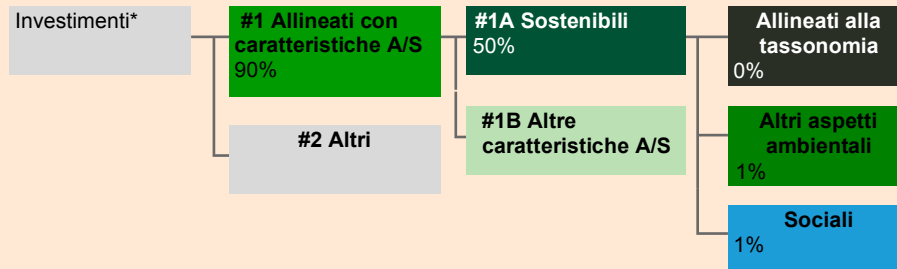 Investimenti*
#1 Allineati con
caratteristiche A/S
90%
#2 Altri
#1A Sostenibili
50%
#1B Altre
caratteristiche A/S
Allineati alla
tassonomia
0%
Altri aspetti
ambientali
1%
Sociali
1%